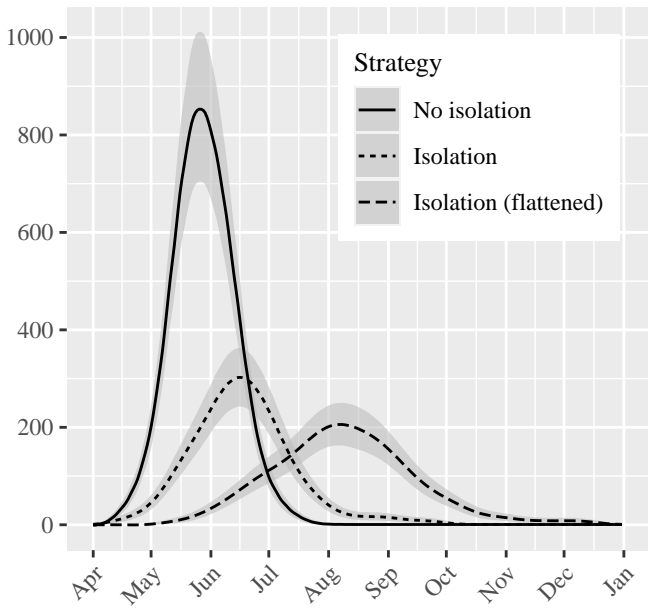 1000
800
600
400
200
0
Strategy
No isolation
Isolation
Isolation (flattened)
Apr May Jun Jul Aug Sep Oct Nov Dec Jan